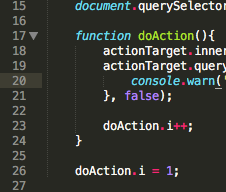 15 document.querySelector
16
17 function doAction(){
18 actionTarget.inner
19 actionTarget.query
20 console.warn('
21 }, false);
22
23 doAction.i++;
24 }
25
26 doAction.i = 1;
27